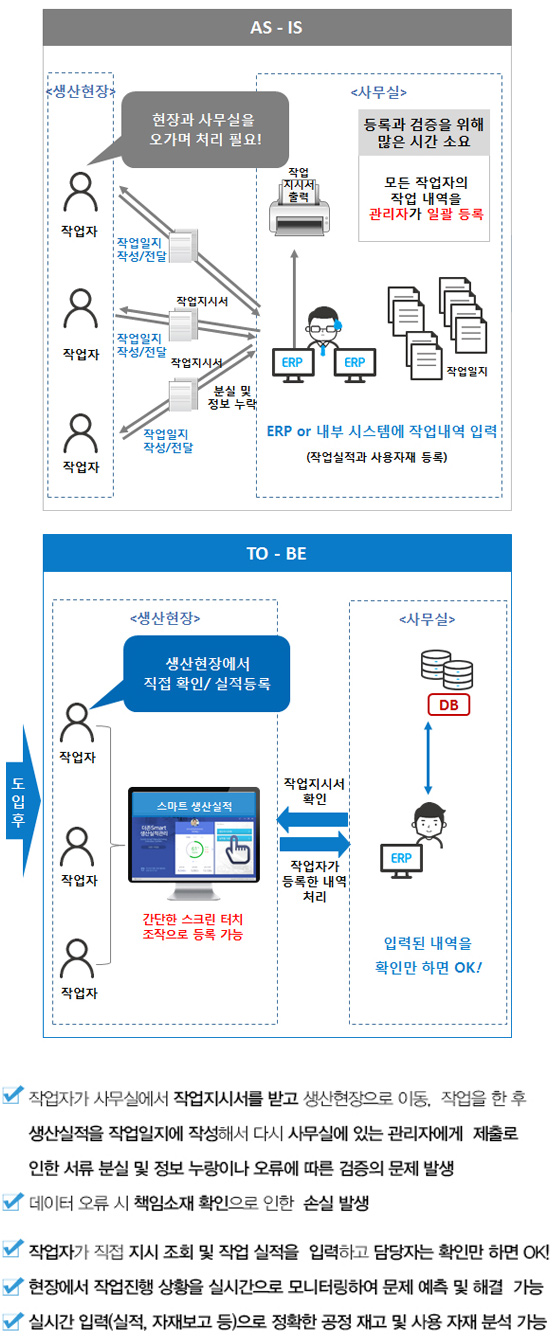 AS - IS
<생산현장>
<사무실>
현장과 사무실을
오가며 처리 필요!
등록과 검증을 위해
많은 시간 소요
모든 작업자의
작업 내역을
관리자가 일괄 등록
작업
지시서
출력
작업자
작업일지
작성/전달
작업지시서
작업자
작업일지
작성/전달
작업지시서
분실 및
정보 누락
작업자
작업일지
작성/전달
ERP
ERP
작업일지
ERP or 내부 시스템에 작업내역 입력
(작업실적과 사용자재 등록)
TO - BE
<생산현장>
<사무실>
생산현장에서
직접 확인/ 실적등록
DB
도입후
작업자
작업자
작업자
스마트 생산실적
더존Smart
생산실적관리
간단한 스크린 터치
조작으로 등록 가능
작업지시서
확인
작업자가
등록한 내역
처리
ERP
입력된 내역을
확인만 하면 OK!
작업자가 사무실에서 작업지시서를 받고 생산현장으로 이동, 작업을 한 후
생산실적을 작업일지에 작성해서 다시 사무실에 있는 관리자에게 제출로
인한 서류 분실 및 정보 누랑이나 오류에 따른 검증의 문제 발생
데이터 오류 시 책임소재 확인으로 인한 손실 발생
작업자가 직접 지시 조회 및 작업 실적을 입력하고 담당자는 확인만 하면 OK!
현장에서 작업진행 상황을 실시간으로 모니터링하여 문제 예측 및 해결 가능
실시간 입력(실적, 자재보고 등)으로 정확한 공정 재고 및 사용 자재 분석 가능